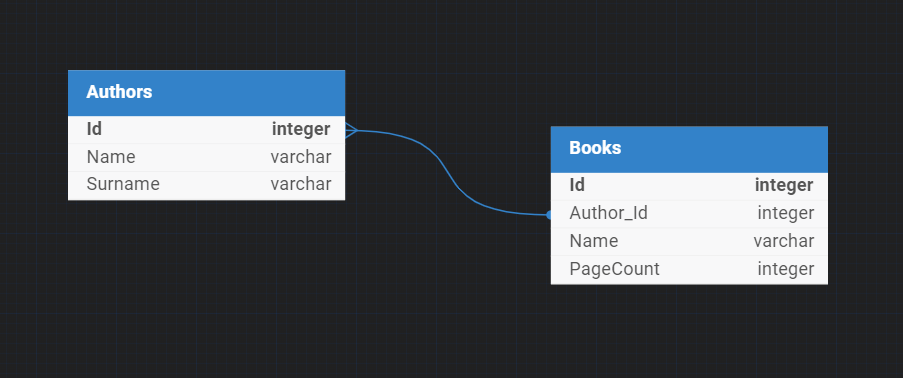 Authors
Id integer
Name varchar
Surname varchar
Books
Id integer
Author_Id integer
Name varchar
PageCount integer